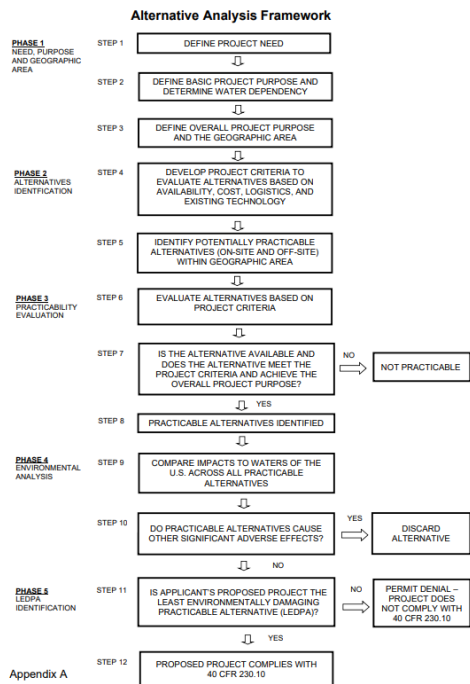 Alternative Analysis Framework
PHASE 1
NEED, PURPOSE
AND GEOGRAPHIC
AREA
STEP 1
DEFINE PROJECT NEED
STEP 2
DEFINE BASIC PROJECT PURPOSE AND
DETERMINE WATER DEPENDENCY
STEP 3
DEFINE OVERALL PROJECT PURPOSE
AND THE GEOGRAPHIC AREA
PHASE 2
ALTERNATIVES
IDENTFICATION
STEP 4
DEVELOP PROJECT CRITERIA TO
EVALUATE ALTERNATIVES BASED ON
AVAILABILITY, COST, LOGISTICS, AND
EXISTING TECHNOLOGY
STEP 5
IDENTIFY POTENTIALLY PRACTICABLE
ALTERNATIVES (ON-SITE AND OFF-SITE)
WITHIN GEOGRAPHIC AREA
PHASE 3
PRACTICABILITY
EVALUATION
STEP 6
EVALUATE ALTERNATIVES BASED ON
PROJECT CRITERIA
STEP 7
IS THE ALTERNATIVE AVAILABLE AND
DOES THE ALTERNATIVE MEET THE
PROJECT CRITERIA AND ACHIEVE THE
OVERALL PROJECT PURPOSE?
NO
NOT PRACTICABLE
YES
STEP 8
PRACTICABLE ALTERNATIVES IDENTIFIED
PHASE 4
ENVIRONMENTAL
ANALYSIS
STEP 9
COMPARE IMPACTS TO WATERS OF THE
U.S. ACROSS ALL PRACTICABLE
ALTERNATIVES
STEP 10
DO PRACTICABLE ALTERNATIVES CAUSE
OTHER SIGNIFICANT ADVERSE EFFECTS?
YES
DISCARD
ALTERNATIVE
NO
PHASE 5
LEDPA
IDENTIFICATION
STEP 11
IS APPLICANT'S PROPOSED PROJECT THE
LEAST ENVIRONMENTALLY DAMAGING
PRACTICABLE ALTERNATIVE (LEDPA)?
NO
PERMIT DENIAL –
PROJECT DOES
NOT COMPLY WITH
40 CFR 230.10
YES
STEP 12
PROPOSED PROJECT COMPLIES WITH
40 CFR 230.10
Appendix A